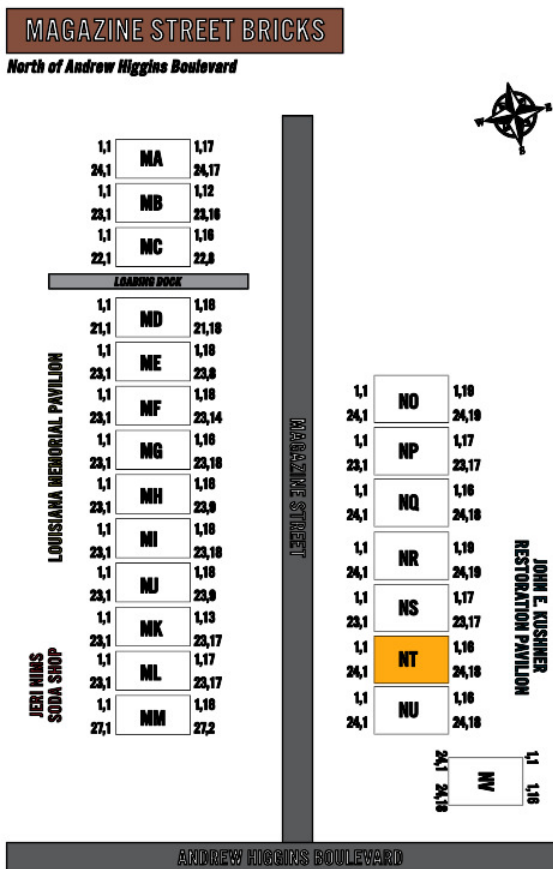 MAGAZINE STREET BRICKS
North of Andrew Higgins Boulevard
N
W E
S
1,1 MA 1,17
24,1 24,17
1,1 MB 1,12
23,1 23,16
1,1 MC 1,16
22,1 22,8
LOADING DOCK
1,1 MD 1,18
21,1 21,18
1,1 ME 1,18
23,1 23,8
1,1 MF 1,18
23,1 23,14
1,1 MG 1,16
23,1 23,18
1,1 MH 1,18
23,1 23,9
1,1 MI 1,18
23,1 23,18
1,1 MJ 1,18
23,1 23,9
1,1 MK 1,13
23,1 23,17
1,1 ML 1,17
23,1 23,17
1,1 MM 1,18
27,1 27,2
LOUISIANA MEMORIAL PAVILION
JERI NIMS
SODA SHOP
MAGAZINE STREET
1,1 NO 1,19
24,1 24,19
1,1 NP 1,17
23,1 23,17
1,1 NQ 1,16
24,1 24,18
1,1 NR 1,19
24,1 24,19
1,1 NS 1,17
23,1 23,17
1,1 NT 1,16
24,1 24,18
1,1 NU 1,16
24,1 24,18
1,1 NV 1,16
24,1 24,18
JOHN E. KUSHNER
RESTORATION PAVILION
ANDREW HIGGINS BOULEVARD